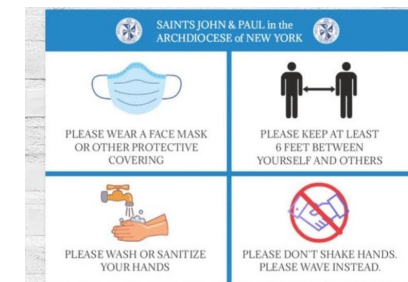 SAINTS JOHN & PAUL in the
ARCHDIOCESE of NEW YORK
PLEASE WEAR A FACE MASK
OR OTHER PROTECTIVE
COVERING
PLEASE KEEP AT LEAST
6 FEET BETWEEN
YOURSELF AND OTHERS
PLEASE WASH OR SANITIZE
YOUR HANDS
PLEASE DON'T SHAKE HANDS.
PLEASE WAVE INSTEAD.